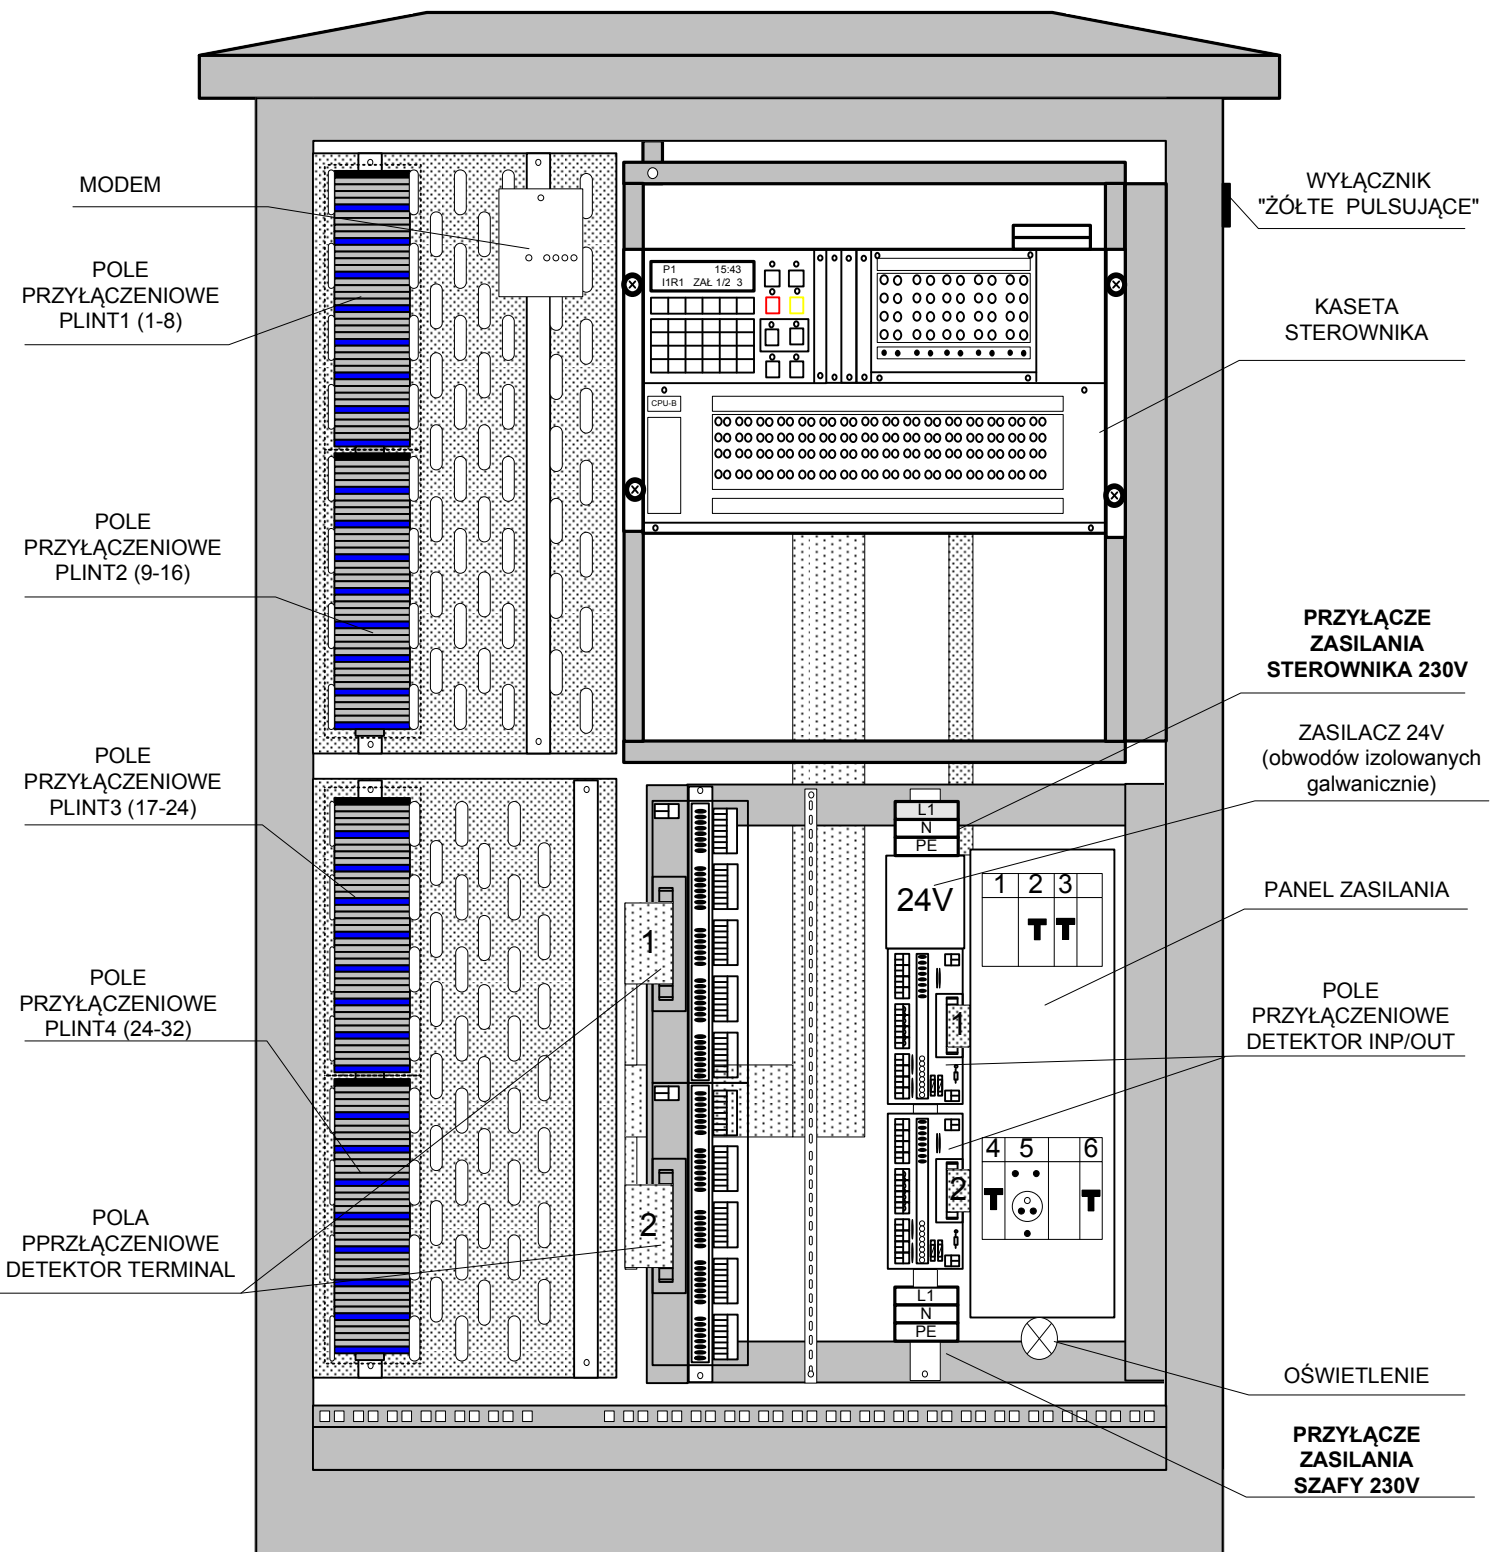 MODEM
POLE
PRZYŁĄCZENIOWE
PLINT1 (1-8)
POLE
PRZYŁĄCZENIOWE
PLINT2 (9-16)
POLE
PRZYŁĄCZENIOWE
PLINT3 (17-24)
POLE
PRZYŁĄCZENIOWE
PLINT4 (24-32)
POLA
PPRZŁĄCZENIOWE
DETEKTOR TERMINAL
P1 15:43
I1R1 ZAŁ 1/2 3
CPU-B
1
2
L1
N
PE
24V
1
2
L1
N
PE
1 2 3
T T
4 5 6
T T
WYŁĄCZNIK
"ŻÓŁTE PULSUJĄCE"
KASETA
STEROWNIKA
PRZYŁĄCZE
ZASILANIA
STEROWNIKA 230V
ZASILACZ 24V
(obwodów izolowanych
galwanicznie)
PANEL ZASILANIA
POLE
PRZYŁĄCZENIOWE
DETEKTOR INP/OUT
OŚWIETLENIE
PRZYŁĄCZE
ZASILANIA
SZAFY 230V